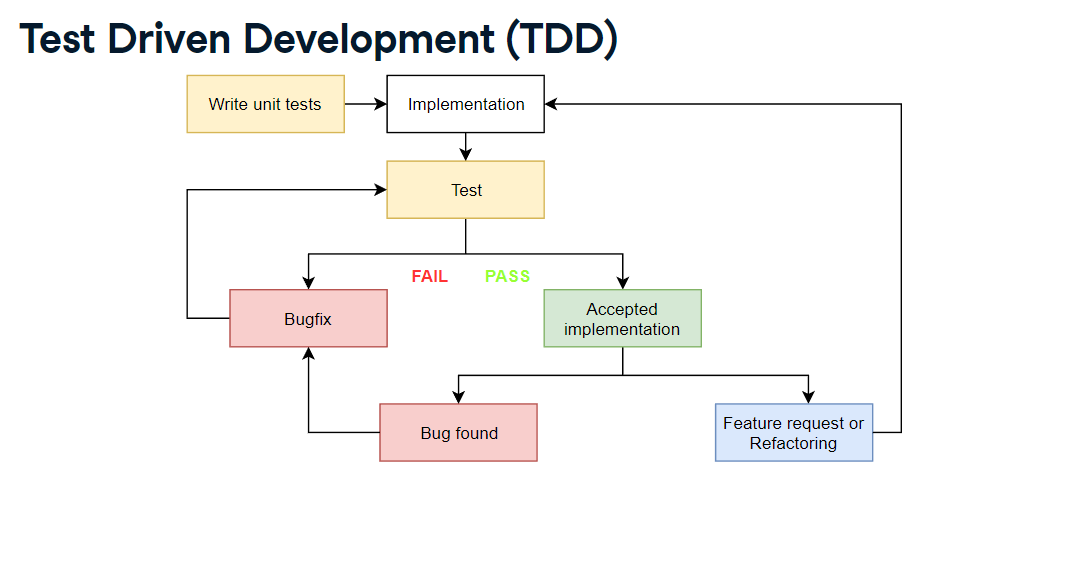 Test Driven Development (TDD)
Write unit tests
Implementation
Test
FAIL
PASS
Bugfix
Accepted
implementation
Bug found
Feature request or
Refactoring